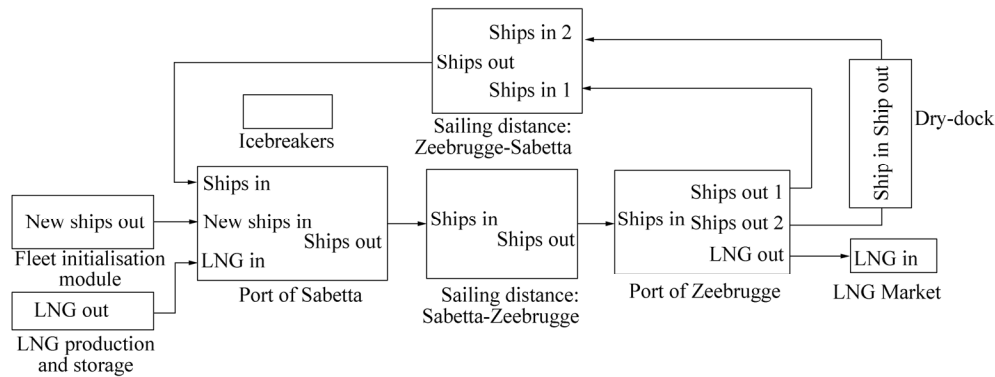 Ships in 2
Ships out
Ships in 1
Sailing distance:
Zeebrugge-Sabetta
Icebreakers
Ship in Ship out
Dry-dock
New ships out
Fleet initialisation
module
LNG out
LNG production
and storage
Ships in
New ships in
Ships out
LNG in
Port of Sabetta
Ships in
Ships out
Sailing distance:
Sabetta-Zeebrugge
Ships out 1
Ships in
Ships out 2
LNG out
Port of Zeebrugge
LNG in
LNG Market